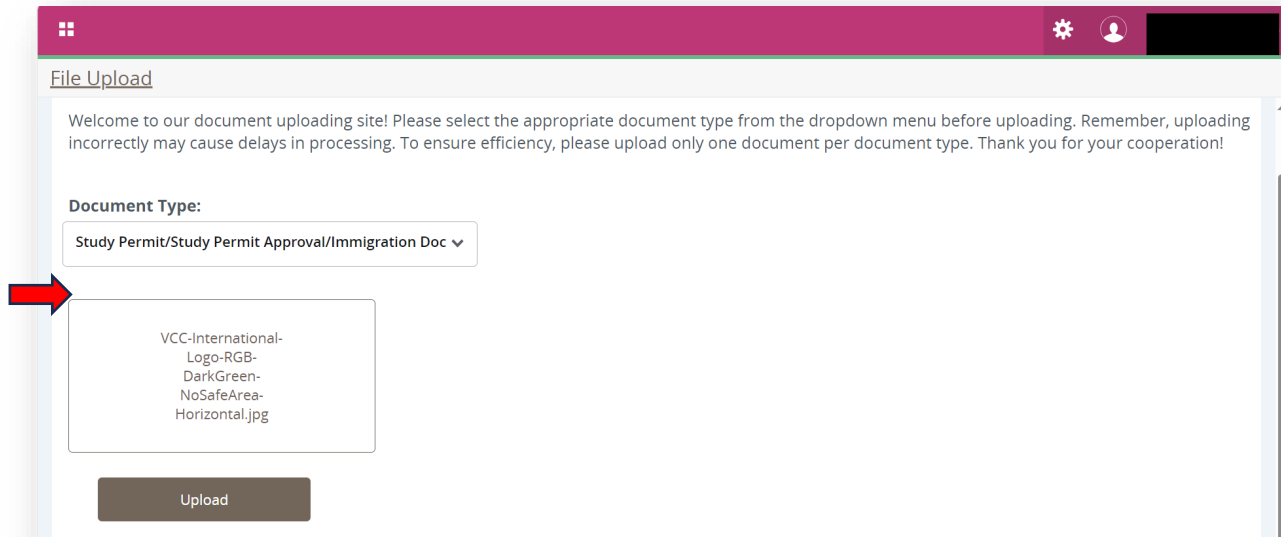 File Upload
Welcome to our document uploading site! Please select the appropriate document type from the dropdown menu before uploading. Remember, uploading
incorrectly may cause delays in processing. To ensure efficiency, please upload only one document per document type. Thank you for your cooperation!
Document Type:
Study Permit/Study Permit Approval/Immigration Doc
VCC-International-
Logo-RGB-
DarkGreen-
NoSafeArea-
Horizontal.jpg
Upload